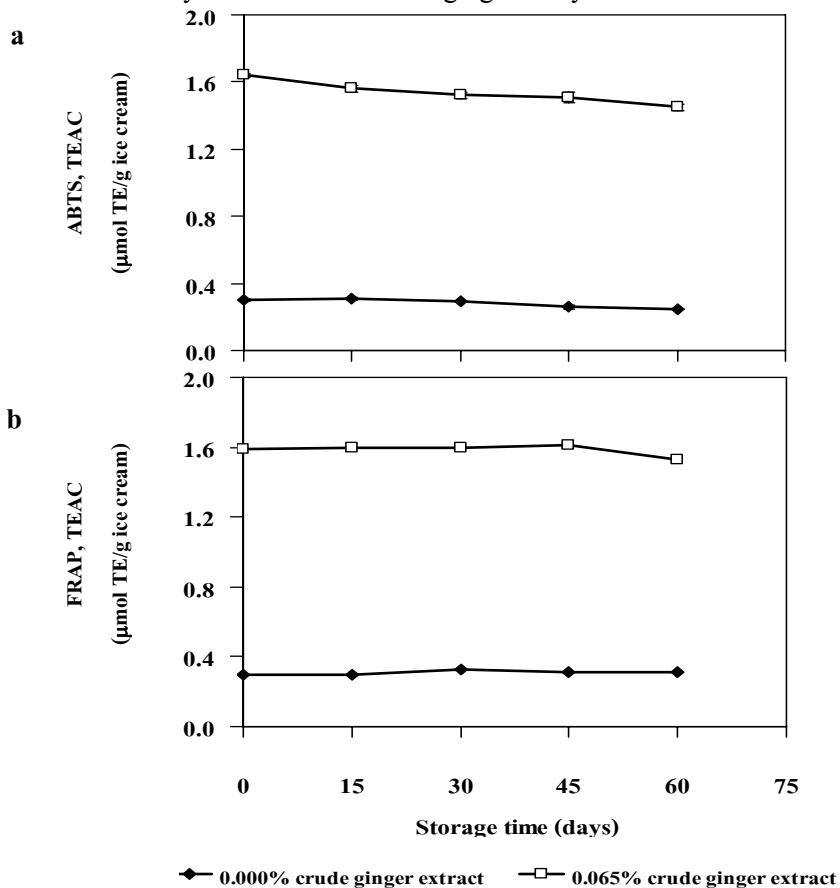 a
2.0
1.6
1.2
0.8
0.4
0.0
ABTS, TEAC
(μmol TE/g ice cream)
b
2.0
1.6
1.2
0.8
0.4
0.0
FRAP, TEAC
(μmol TE/g ice cream)
0 15 30 45 60 75
Storage time (days)
0.000% crude ginger extract 0.065% crude ginger extract